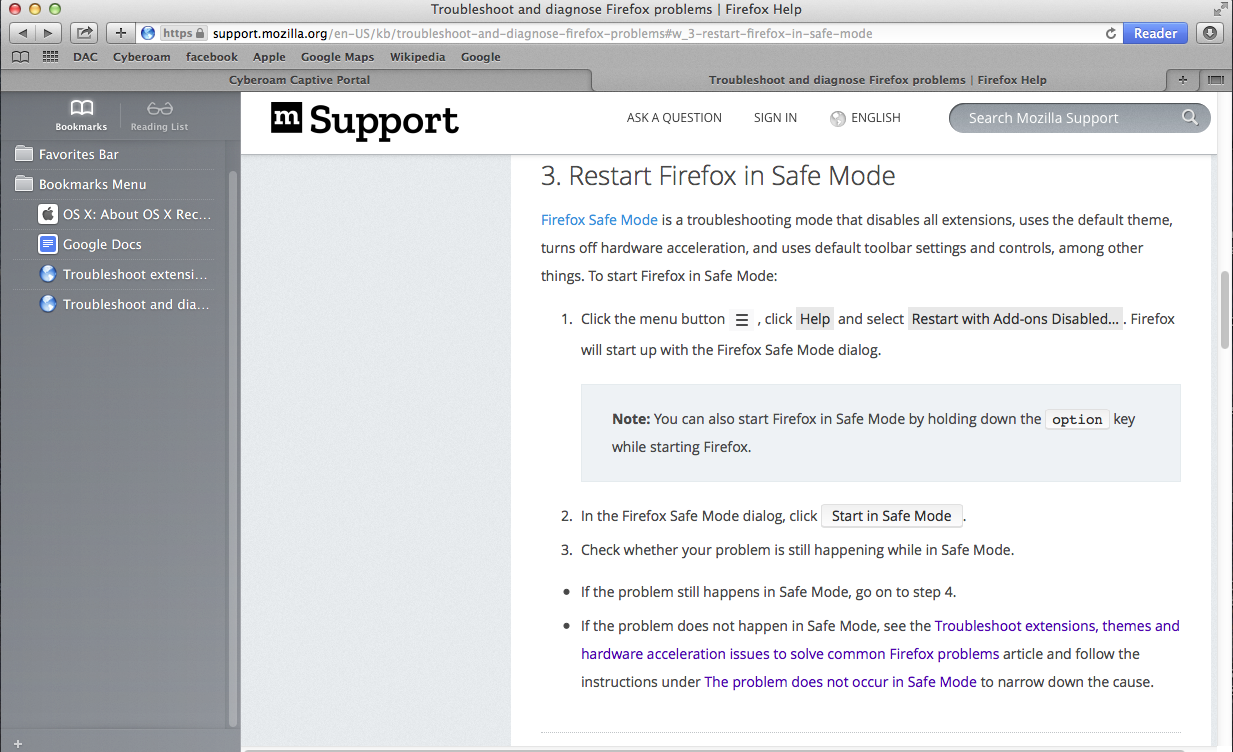 Troubleshoot and diagnose Firefox problems | Firefox Help
https support.mozilla.org/en-US/kb/troubleshoot-and-diagnose-firefox-problems#w_3-restart-firefox-in-safe-mode Reader
DAC Cyberoam facebook Apple Google Maps Wikipedia Google
Cyberoam Captive Portal Troubleshoot and diagnose Firefox problems | Firefox Help
Bookmarks Reading List
Favorites Bar
Bookmarks Menu
OS X: About OS X Rec...
Google Docs
Troubleshoot extensi...
Troubleshoot and dia...
m Support
ASK A QUESTION SIGN IN ENGLISH Search Mozilla Support
3. Restart Firefox in Safe Mode
Firefox Safe Mode is a troubleshooting mode that disables all extensions, uses the default theme,
turns off hardware acceleration, and uses default toolbar settings and controls, among other
things. To start Firefox in Safe Mode:
1. Click the menu button , click Help and select Restart with Add-ons Disabled... . Firefox
will start up with the Firefox Safe Mode dialog.
Note: You can also start Firefox in Safe Mode by holding down the option key
while starting Firefox.
2. In the Firefox Safe Mode dialog, click Start in Safe Mode .
3. Check whether your problem is still happening while in Safe Mode.
• If the problem still happens in Safe Mode, go on to step 4.
• If the problem does not happen in Safe Mode, see the Troubleshoot extensions, themes and
hardware acceleration issues to solve common Firefox problems article and follow the
instructions under The problem does not occur in Safe Mode to narrow down the cause.